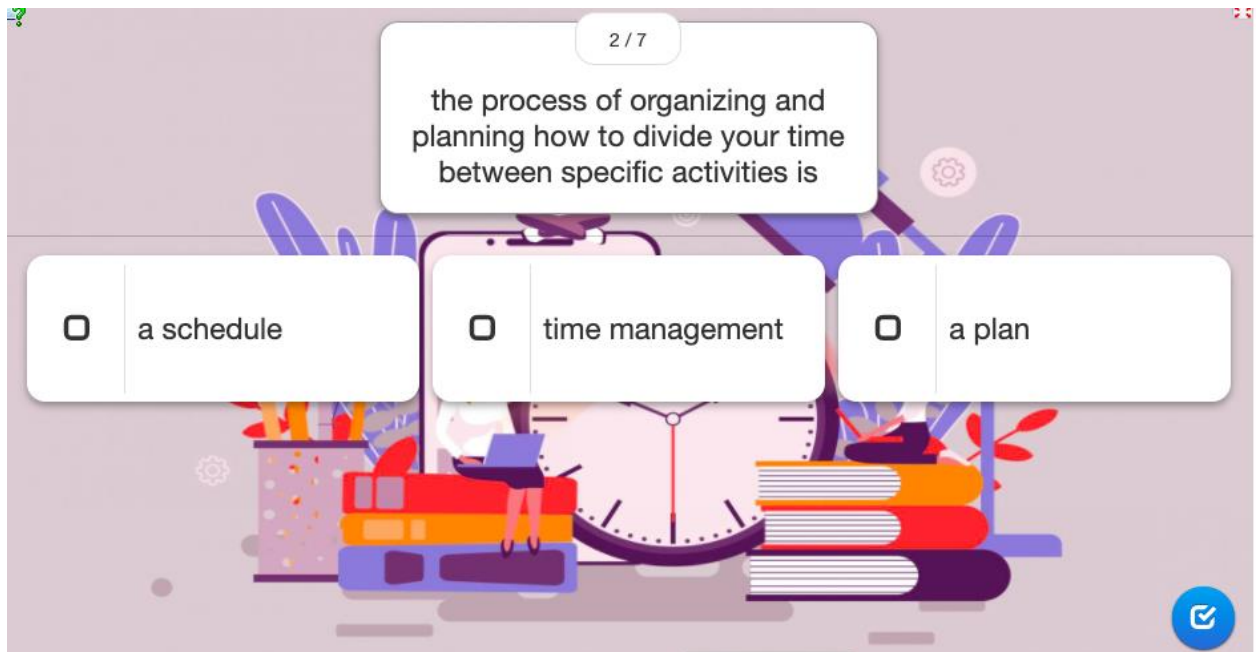 2 / 7
the process of organizing and
planning how to divide your time
between specific activities is
a schedule
time management
a plan